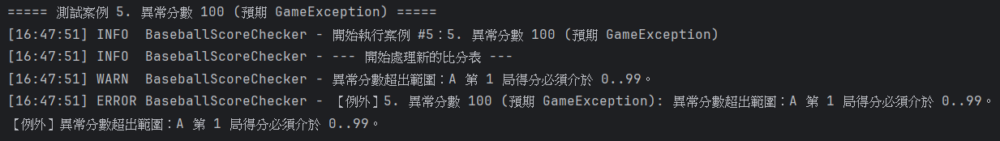 ===== 測試案例 5. 異常分數 100 (預期 GameException) =====
[16:47:51] INFO  BaseballScoreChecker - 開始執行案例 #5：5. 異常分數 100 (預期 GameException)
[16:47:51] INFO  BaseballScoreChecker - --- 開始處理新的比分表 ---
[16:47:51] WARN  BaseballScoreChecker - 異常分數超出範圍：A 第 1 局得分必須介於 0..99。
[16:47:51] ERROR BaseballScoreChecker - 【例外】5. 異常分數 100 (預期 GameException): 異常分數超出範圍：A 第 1 局得分必須介於 0..99。
【例外】異常分數超出範圍：A 第 1 局得分必須介於 0..99。